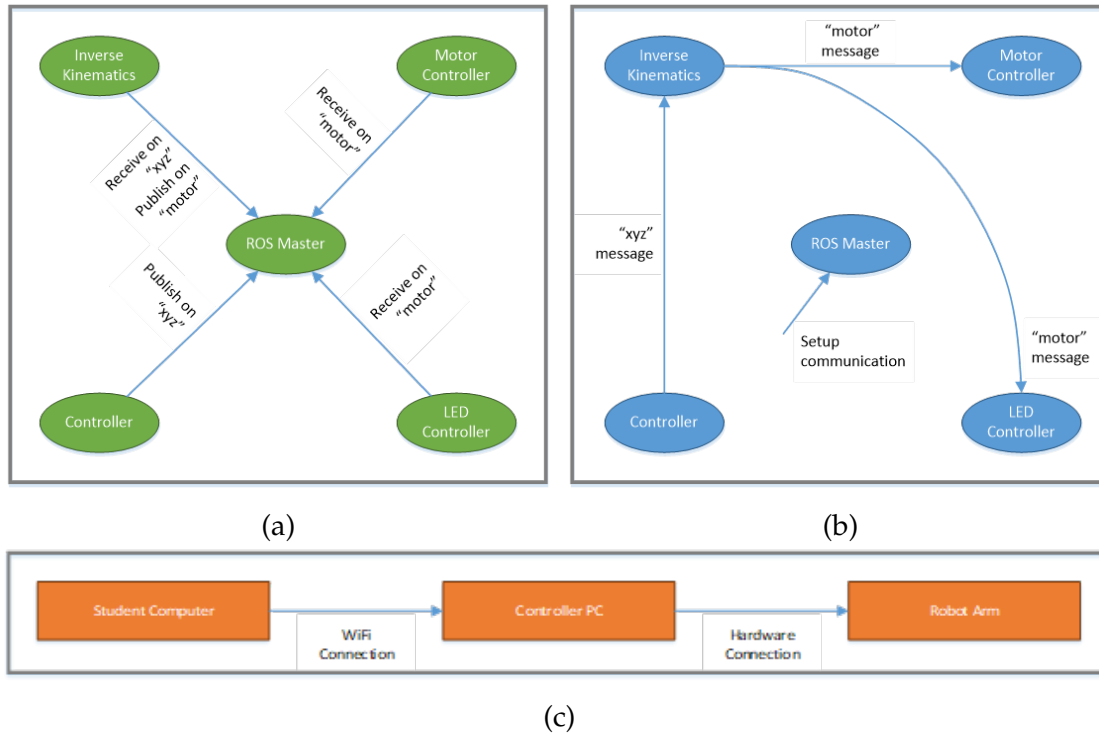 Inverse
Kinematics
Motor
Controller
Receive on
"xyz"
Publish on
"motor"
Receive on
"motor"
ROS Master
Publish on
"xyz"
Receive on
"motor"
Controller
LED
Controller
(a)
"motor"
message
Inverse
Kinematics
Motor
Controller
"xyz"
message
ROS Master
Setup
communication
"motor"
message
Controller
LED
Controller
(b)
Student Computer
WiFi
Connection
Controller PC
Hardware
Connection
Robot Arm
(c)